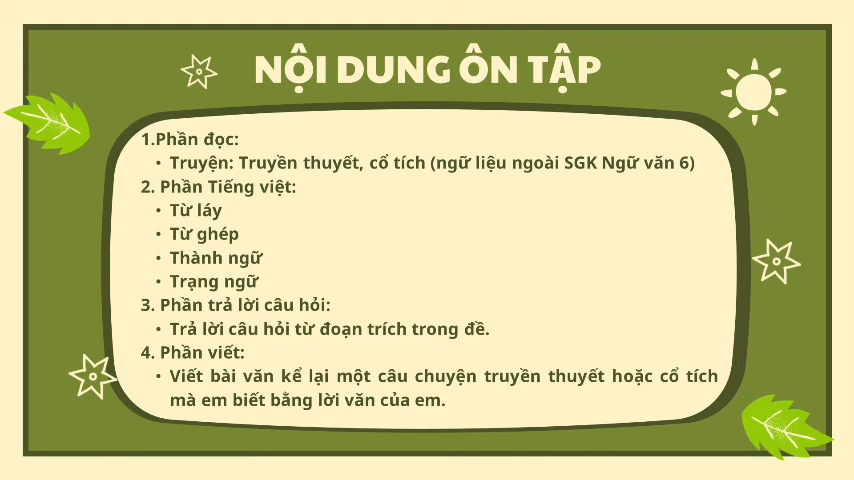 NỘI DUNG ÔN TẬP
1.Phần đọc:
• Truyện: Truyền thuyết, cổ tích (ngữ liệu ngoài SGK Ngữ văn 6)
2. Phần Tiếng việt:
• Từ láy
• Từ ghép
• Thành ngữ
• Trạng ngữ
3. Phần trả lời câu hỏi:
• Trả lời câu hỏi từ đoạn trích trong đề.
4. Phần viết:
• Viết bài văn kể lại một câu chuyện truyền thuyết hoặc cổ tích
mà em biết bằng lời văn của em.